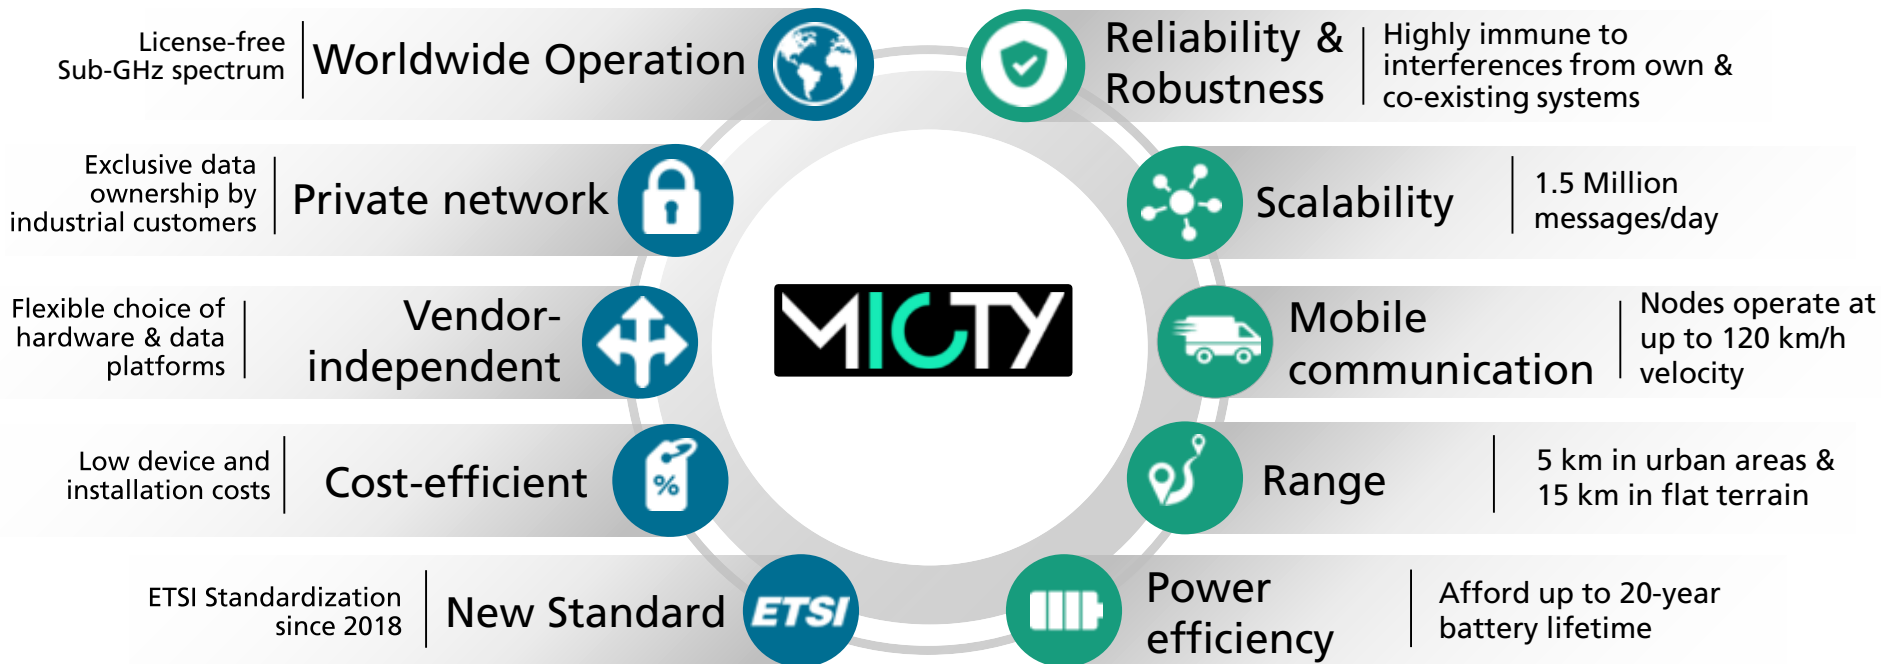 License-free
Sub-GHz spectrum
Worldwide Operation
Reliability &
Robustness
Highly immune to
interferences from own &
co-existing systems
Exclusive data
ownership by
industrial customers
Private network
Scalability
1.5 Million
messages/day
Flexible choice of
hardware & data
platforms
Vendor-
independent
MIOTY
Mobile
communication
Nodes operate at
up to 120 km/h
velocity
Low device and
installation costs
Cost-efficient
%
Range
5 km in urban areas &
15 km in flat terrain
ETSI Standardization
since 2018
New Standard
ETSI
Power
efficiency
Afford up to 20-year
battery lifetime